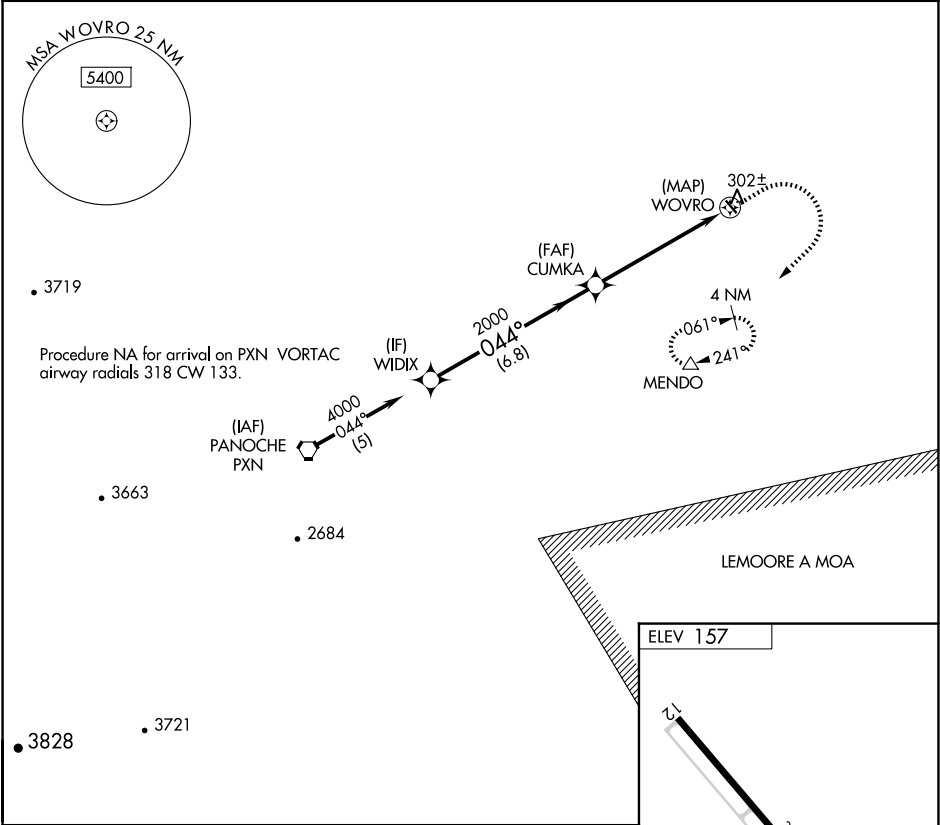 MSA WOVRO 25 NM
5400
(MAP)
WOVRO
302±
(FAF)
CUMKA
3719
4 NM
061°
241°
MENDO
2000
044°
(6.8)
Procedure NA for arrival on PXN VORTAC
airway radials 318 CW 133.
(IF)
WIDIX
4000
044°
(5)
(IAF)
PANOCHE
PXN
3663
2684
LEMOORE A MOA
ELEV 157
12
3721
3828